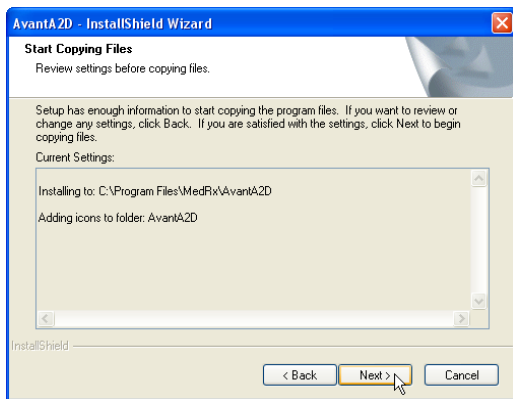 AvantA2D - InstallShield Wizard
Start Copying Files
Review settings before copying files.
Setup has enough information to start copying the program files.  If you want to review or
change any settings, click Back.  If you are satisfied with the settings, click Next to begin
copying files.
Current Settings:
Installing to: C:\Program Files\MedRx\AvantA2D
Adding icons to folder: AvantA2D
InstallShield
< Back
Next >
Cancel